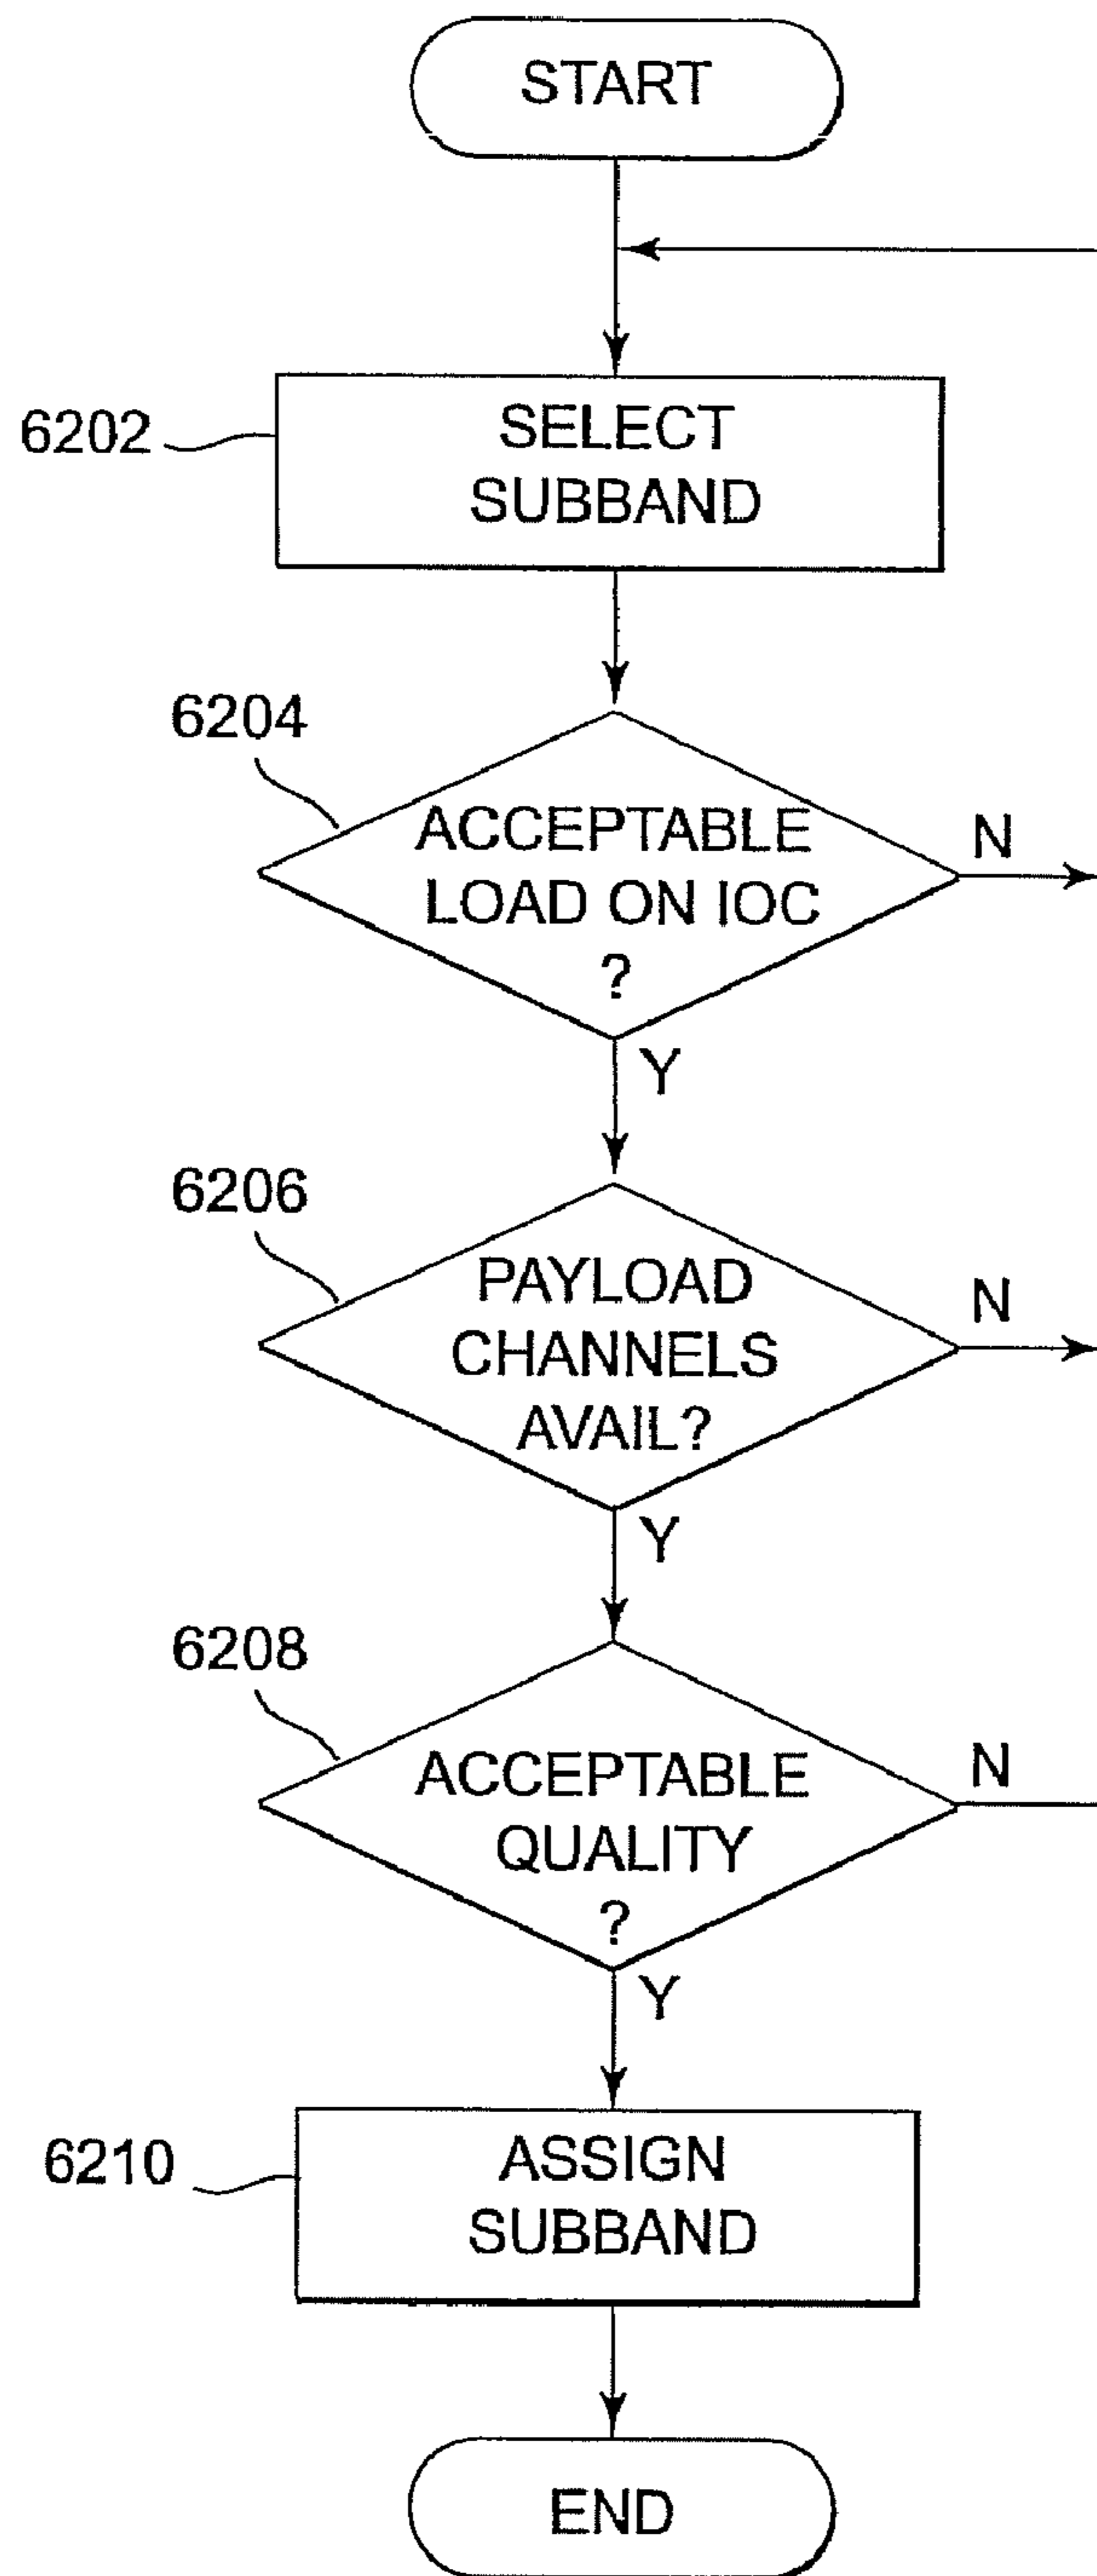 START
6202
SELECT
SUBBAND
6204
ACCEPTABLE
LOAD ON IOC
?
N
Y
6206
PAYLOAD
CHANNELS
AVAIL?
N
Y
6208
ACCEPTABLE
QUALITY
?
N
Y
6210
ASSIGN
SUBBAND
END